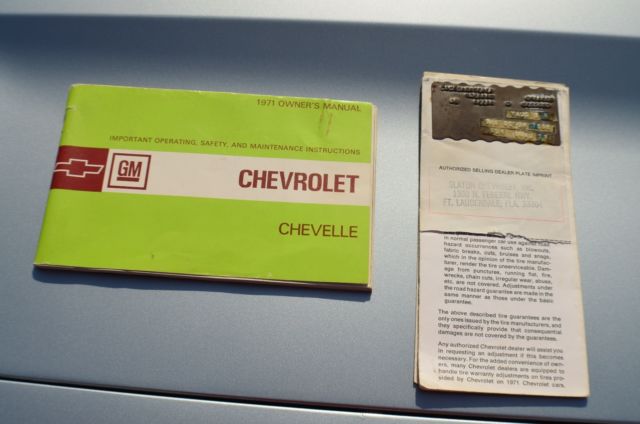 1971 OWNER'S MANUAL
IMPORTANT OPERATING, SAFETY, AND MAINTENANCE INSTRUCTIONS
GM
CHEVROLET
CHEVELLE
AUTHORIZED SELLING DEALER PLATE IMPRINT
SLATON CHEVROLET, INC.
1300 N. FEDERAL HWY.
FT. LAUDERDALE, FLA. 33304
in normal passenger car use against road
hazard occurrences such as blowouts,
fabric breaks, cuts, bruises and snags,
which in the opinion of the tire manufac-
turer, render the tire unserviceable. Dam-
age from punctures, running flat, fire,
wrecks, chain cuts, irregular wear, abuse,
etc. are not covered. Adjustments under
the road hazard guarantee are made in the
same manner as those under the basic
guarantee.
The above described tire guarantees are the
only ones issued by the tire manufacturers, and
they specifically provide that consequential
damages are not covered by the guarantees.
Any authorized Chevrolet dealer will assist you
in requesting an adjustment if this becomes
necessary. For the added convenience of own-
ers, many Chevrolet dealers are equipped to
handle tire warranty adjustments on tires pro-
vided by Chevrolet on 1971 Chevrolet cars.